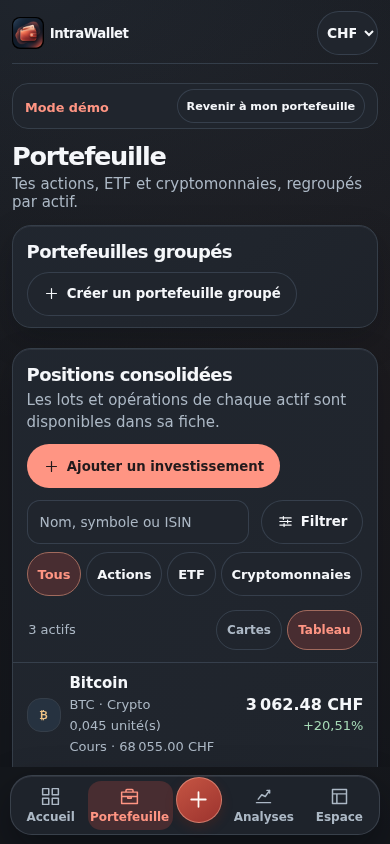 IntraWallet
CHF
Mode démo
Revenir à mon portefeuille
Portefeuille
Tes actions, ETF et cryptomonnaies, regroupés
par actif.
Portefeuilles groupés
Créer un portefeuille groupé
Positions consolidées
Les lots et opérations de chaque actif sont
disponibles dans sa fiche.
Ajouter un investissement
Nom, symbole ou ISIN
Filtrer
Tous
Actions
ETF
Cryptomonnaies
3 actifs
Cartes
Tableau
Bitcoin
BTC · Crypto
0,045 unité(s)
Cours · 68 055.00 CHF
3 062.48 CHF
+20,51%
Accueil
Portefeuille
Analyses
Espace